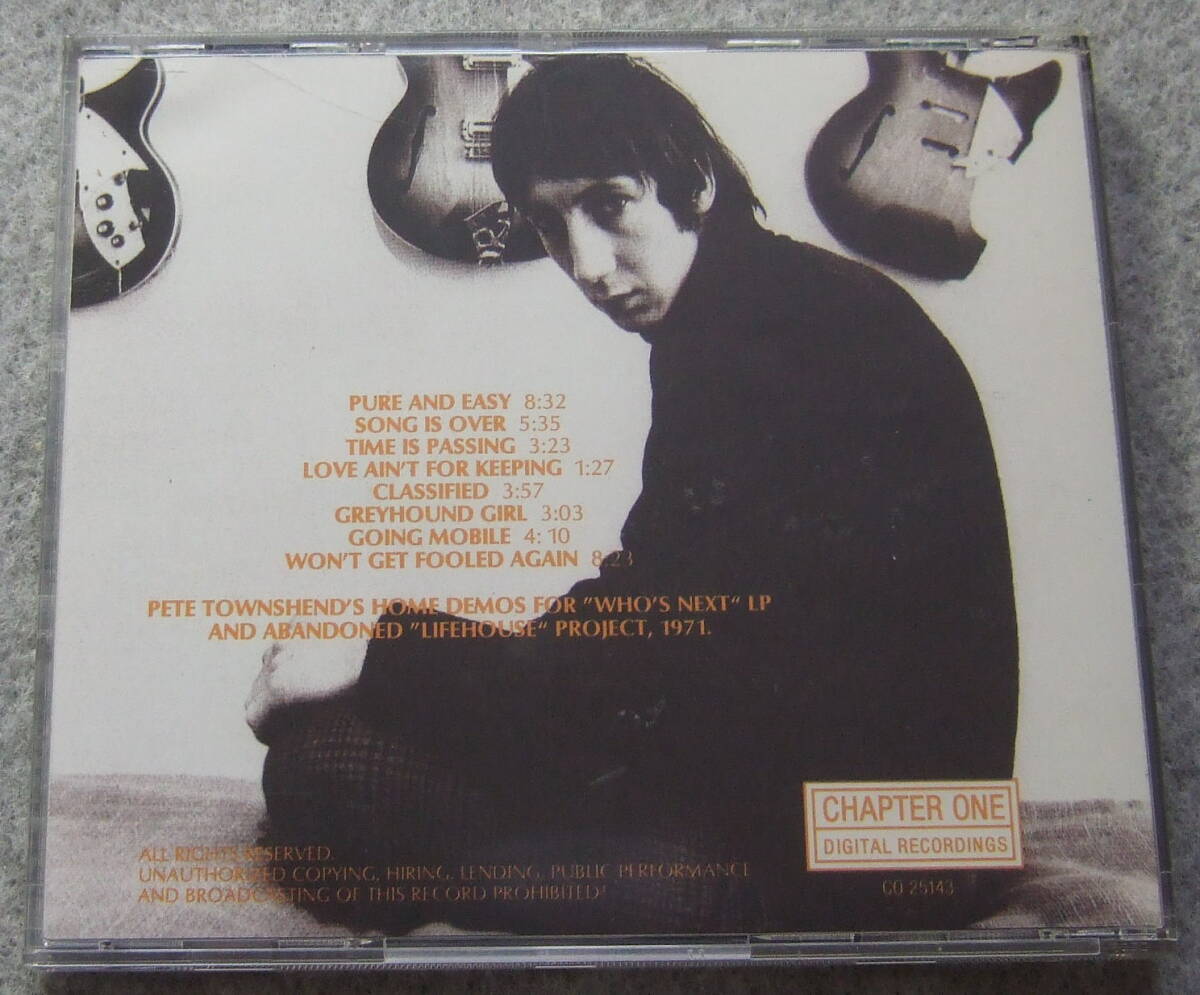 PURE AND EASY 8:32
SONG IS OVER 5:35
TIME IS PASSING 3:23
LOVE AIN'T FOR KEEPING 1:27
CLASSIFIED 3:57
GREYHOUND GIRL 3:03
GOING MOBILE 4:10
WON'T GET FOOLED AGAIN 8:23
PETE TOWNSHEND'S HOME DEMOS FOR "WHO'S NEXT" LP
AND ABANDONED "LIFEHOUSE" PROJECT, 1971.
CHAPTER ONE
DIGITAL RECORDINGS
CO 25143
ALL RIGHTS RESERVED.
UNAUTHORIZED COPYING, HIRING, LENDING, PUBLIC PERFORMANCE
AND BROADCASTING OF THIS RECORD PROHIBITED!